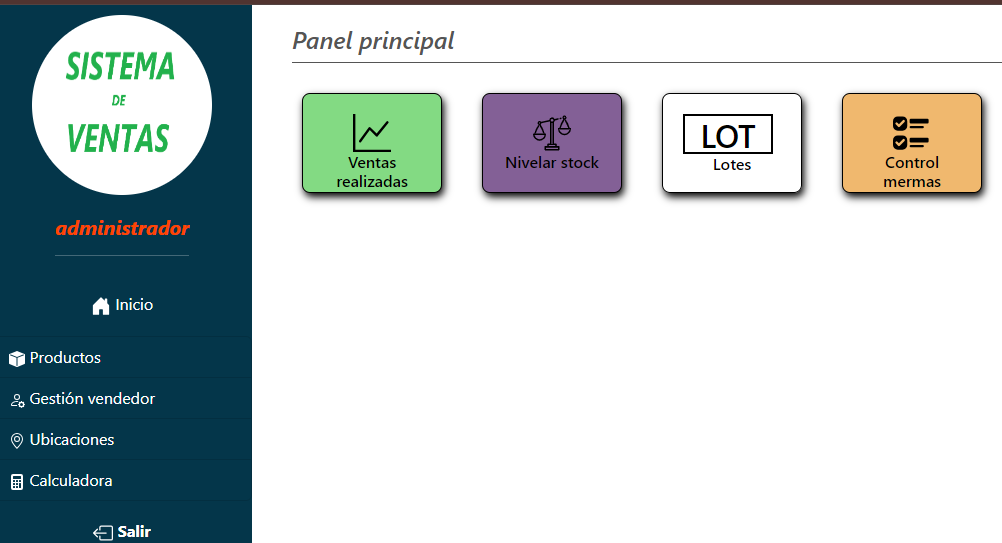 SISTEMA
DE
VENTAS
administrador
Inicio
Productos
Gestión vendedor
Ubicaciones
Calculadora
Salir
Panel principal
Ventas
realizadas
Nivelar stock
LOT
Lotes
Control
mermas